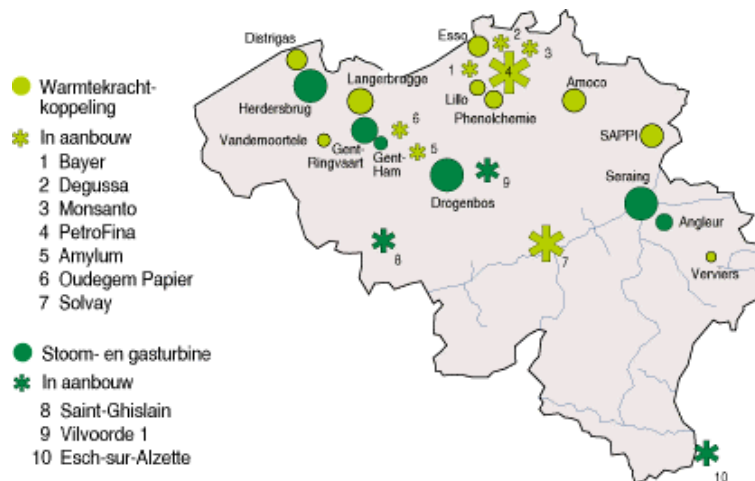 Warmtekracht-
koppeling
In aanbouw
1 Bayer
2 Degussa
3 Monsanto
4 PetroFina
5 Amylum
6 Oudegem Papier
7 Solvay
Stoom- en gasturbine
In aanbouw
8 Saint-Ghislain
9 Vilvoorde 1
10 Esch-sur-Alzette
Distrigas
Herdersbrug
Langerbrugge
Vandemoortele
Gent-
Ringvaart
Gent-
Ham
6
5
Esso
2
3
1
4
Lillo
Phenolchemie
Amoco
SAPPI
Drogenbos
9
Seraing
Angleur
Verviers
8
7
10